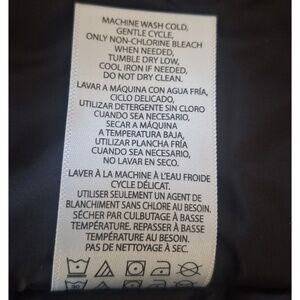 MACHINE WASH COLD,
GENTLE CYCLE,
ONLY NON-CHLORINE BLEACH
WHEN NEEDED,
TUMBLE DRY LOW,
COOL IRON IF NEEDED,
DO NOT DRY CLEAN.
LAVAR A MÁQUINA CON AGUA FRÍA,
CICLO DELICADO,
UTILIZAR DETERGENTE SIN CLORO
CUANDO SEA NECESARIO,
SECAR A MÁQUINA
A TEMPERATURA BAJA,
UTILIZAR PLANCHA FRÍA
CUANDO SEA NECESARIO,
NO LAVAR EN SECO.
LAVER À LA MACHINE À L'EAU FROIDE
CYCLE DÉLICAT.
UTILISER SEULEMENT UN AGENT DE
BLANCHIMENT SANS CHLORE AU BESOIN.
SÉCHER PAR CULBUTAGE À BASSE
TEMPÉRATURE. REPASSER À BASSE
TEMPÉRATURE AU BESOIN.
PAS DE NETTOYAGE À SEC.
30